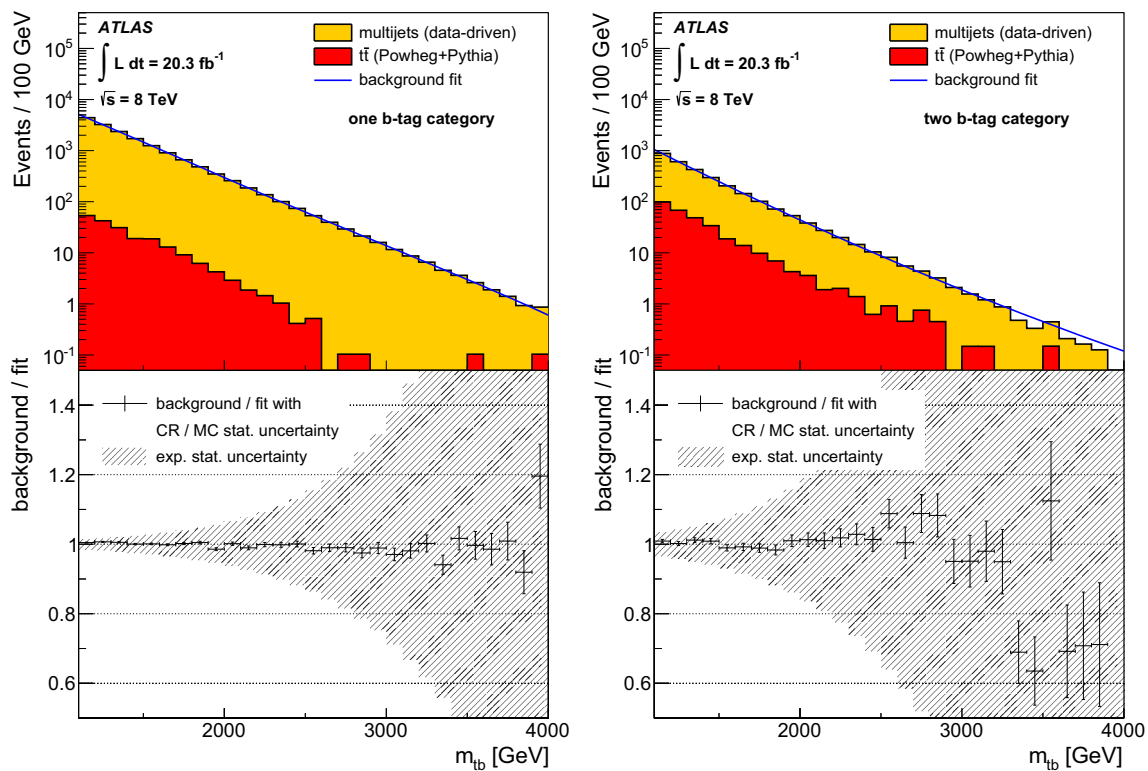 ATLAS
∫ L dt = 20.3 fb⁻¹
√s = 8 TeV
multijets (data-driven)
tt̄ (Powheg+Pythia)
background fit
one b-tag category
Events / 100 GeV
10⁵
10⁴
10³
10²
10
1
10⁻¹
background / fit
1.4
1.2
1
0.8
0.6
background / fit with
CR / MC stat. uncertainty
exp. stat. uncertainty
2000
3000
4000
m_tb [GeV]
ATLAS
∫ L dt = 20.3 fb⁻¹
√s = 8 TeV
multijets (data-driven)
tt̄ (Powheg+Pythia)
background fit
two b-tag category
Events / 100 GeV
10⁵
10⁴
10³
10²
10
1
10⁻¹
background / fit
1.4
1.2
1
0.8
0.6
background / fit with
CR / MC stat. uncertainty
exp. stat. uncertainty
2000
3000
4000
m_tb [GeV]